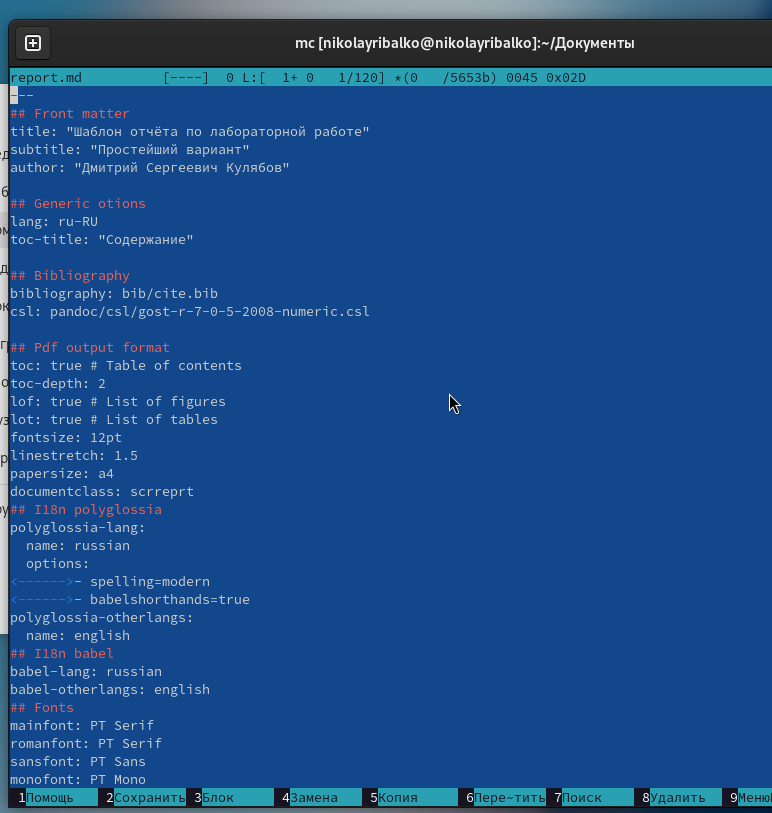 mc [nikolayribalko@nikolayribalko]:~/Документы
report.md [----] 0 L:[ 1+ 0 1/120] *(0 /5653b) 0045 0x02D
---
## Front matter
title: "Шаблон отчёта по лабораторной работе"
subtitle: "Простейший вариант"
author: "Дмитрий Сергеевич Кулябов"
## Generic otions
lang: ru-RU
toc-title: "Содержание"
## Bibliography
bibliography: bib/cite.bib
csl: pandoc/csl/gost-r-7-0-5-2008-numeric.csl
## Pdf output format
toc: true # Table of contents
toc-depth: 2
lof: true # List of figures
lot: true # List of tables
fontsize: 12pt
linestretch: 1.5
papersize: a4
documentclass: scrreprt
## I18n polyglossia
polyglossia-lang:
  name: russian
  options:
<------>- spelling=modern
<------>- babelshorthands=true
polyglossia-otherlangs:
  name: english
## I18n babel
babel-lang: russian
babel-otherlangs: english
## Fonts
mainfont: PT Serif
romanfont: PT Serif
sansfont: PT Sans
monofont: PT Mono
1Помощь 2Сохранить 3Блок 4Замена 5Копия 6Пере~тить 7Поиск 8Удалить 9Меню